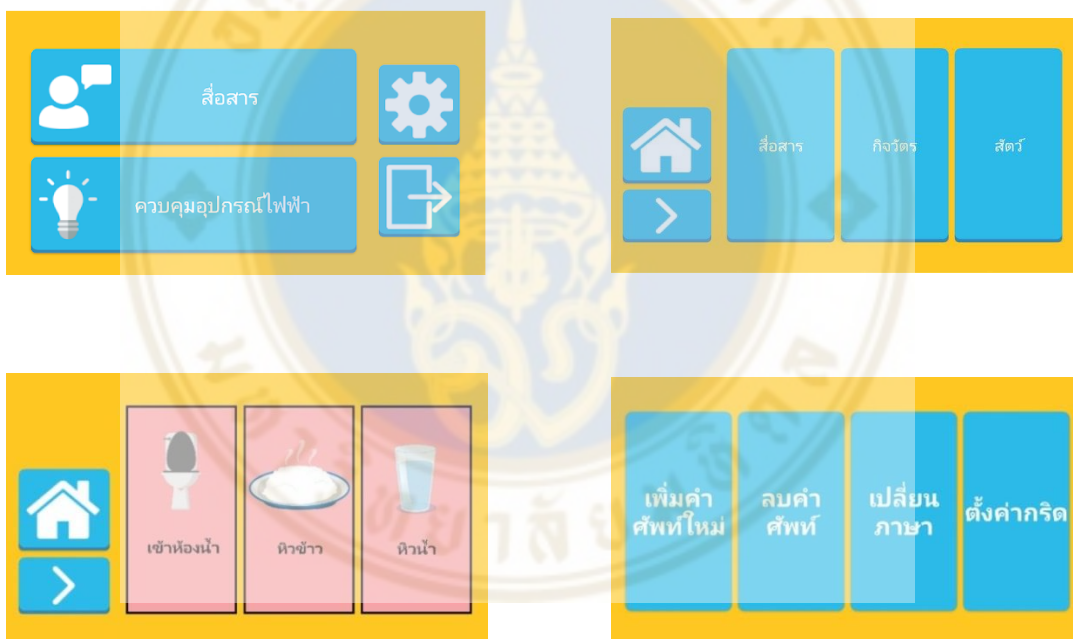 สื่อสาร
ควบคุมอุปกรณ์ไฟฟ้า
สื่อสาร
กิจวัตร
สัตว์
เข้าห้องน้ำ
หิวข้าว
หิวน้ำ
เพิ่มคำ
ศัพท์ใหม่
ลบคำ
ศัพท์
เปลี่ยน
ภาษา
ตั้งค่ากริด